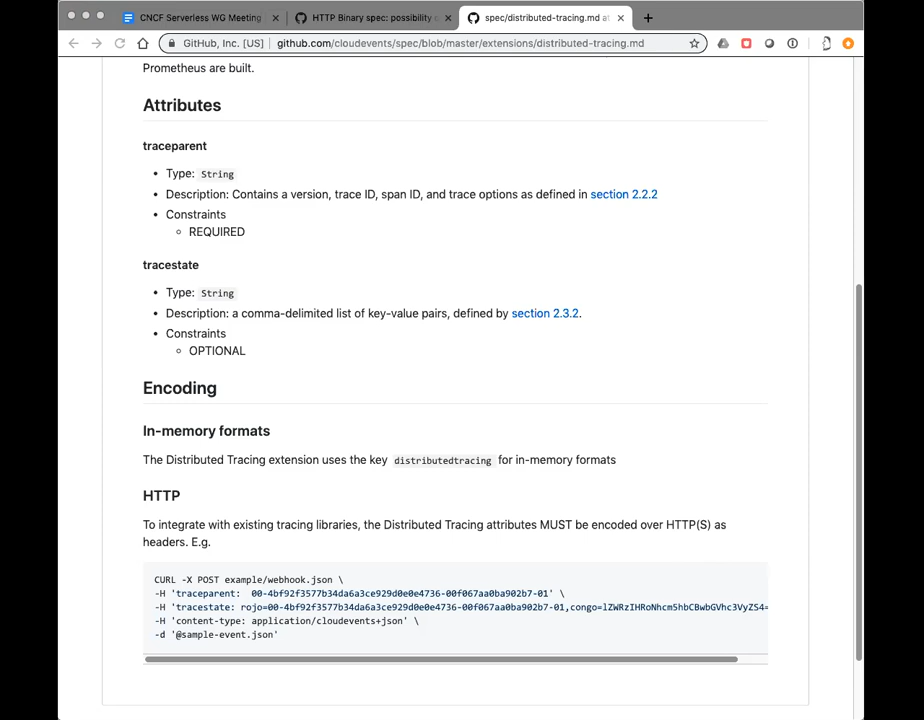 CNCF Serverless WG Meeting
HTTP Binary spec: possibility
spec/distributed-tracing.md at
GitHub, Inc. [US] | github.com/cloudevents/spec/blob/master/extensions/distributed-tracing.md
Prometheus are built.
Attributes
traceparent
• Type: String
• Description: Contains a version, trace ID, span ID, and trace options as defined in section 2.2.2
• Constraints
◦ REQUIRED
tracestate
• Type: String
• Description: a comma-delimited list of key-value pairs, defined by section 2.3.2.
• Constraints
◦ OPTIONAL
Encoding
In-memory formats
The Distributed Tracing extension uses the key distributedtracing for in-memory formats
HTTP
To integrate with existing tracing libraries, the Distributed Tracing attributes MUST be encoded over HTTP(S) as
headers. E.g.
CURL -X POST example/webhook.json \
-H 'traceparent:  00-4bf92f3577b34da6a3ce929d0e0e4736-00f067aa0ba902b7-01' \
-H 'tracestate: rojo=00-4bf92f3577b34da6a3ce929d0e0e4736-00f067aa0ba902b7-01,congo=lZWRzIHRoNhcm5hbCBwbGVhc3VyZS4=
-H 'content-type: application/cloudevents+json' \
-d '@sample-event.json'